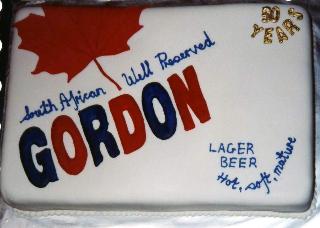 30
YEARS
South African Well Reserved
GORDON
LAGER
BEER
Hot, soft, mature